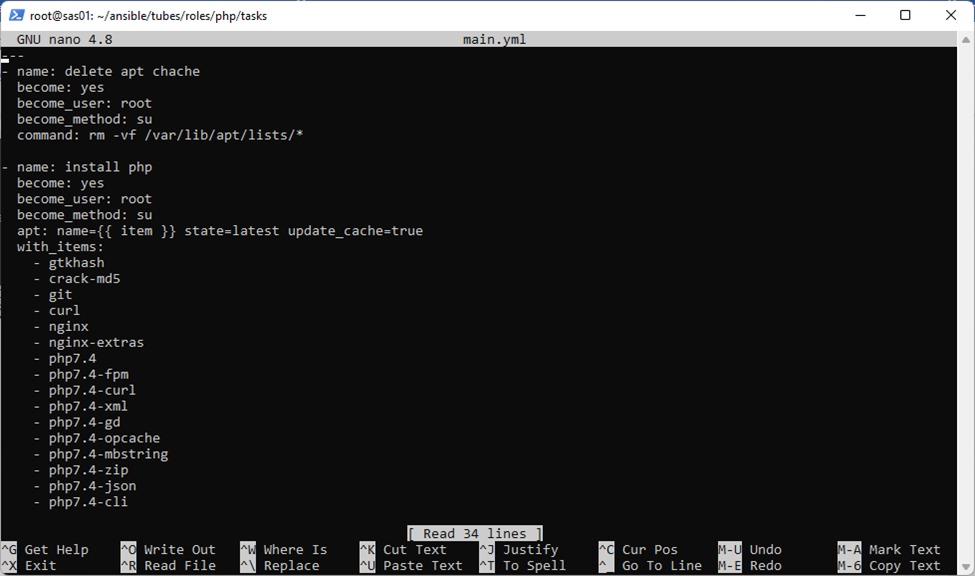 root@sas01: ~/ansible/tubes/roles/php/tasks
GNU nano 4.8 main.yml
---
- name: delete apt chache
  become: yes
  become_user: root
  become_method: su
  command: rm -vf /var/lib/apt/lists/*

- name: install php
  become: yes
  become_user: root
  become_method: su
  apt: name={{ item }} state=latest update_cache=true
  with_items:
    - gtkhash
    - crack-md5
    - git
    - curl
    - nginx
    - nginx-extras
    - php7.4
    - php7.4-fpm
    - php7.4-curl
    - php7.4-xml
    - php7.4-gd
    - php7.4-opcache
    - php7.4-mbstring
    - php7.4-zip
    - php7.4-json
    - php7.4-cli
[ Read 34 lines ]
^G Get Help ^O Write Out ^W Where Is ^K Cut Text ^J Justify ^C Cur Pos M-U Undo M-A Mark Text
^X Exit ^R Read File ^\ Replace ^U Paste Text ^T To Spell ^_ Go To Line M-E Redo M-6 Copy Text